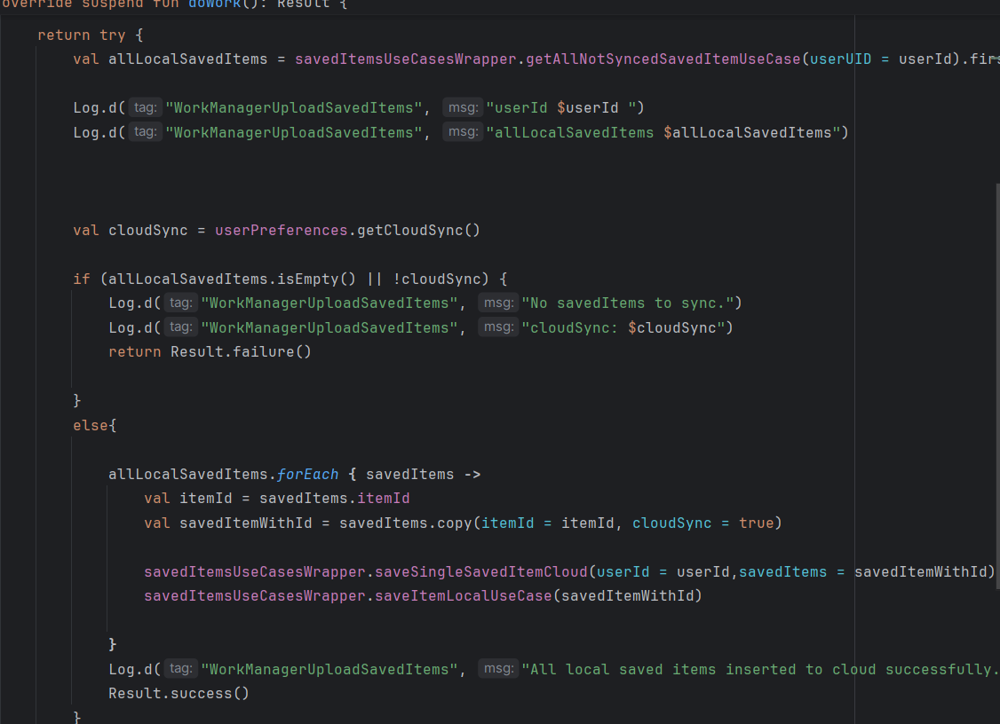 override suspend fun doWork(): Result {
return try {
val allLocalSavedItems = savedItemsUseCasesWrapper.getAllNotSyncedSavedItemUseCase(userUID = userId).firs
Log.d( tag: "WorkManagerUploadSavedItems", msg: "userId $userId ")
Log.d( tag: "WorkManagerUploadSavedItems", msg: "allLocalSavedItems $allLocalSavedItems")
val cloudSync = userPreferences.getCloudSync()
if (allLocalSavedItems.isEmpty() || !cloudSync) {
Log.d( tag: "WorkManagerUploadSavedItems", msg: "No savedItems to sync.")
Log.d( tag: "WorkManagerUploadSavedItems", msg: "cloudSync: $cloudSync")
return Result.failure()
}
else{
allLocalSavedItems.forEach { savedItems ->
val itemId = savedItems.itemId
val savedItemWithId = savedItems.copy(itemId = itemId, cloudSync = true)
savedItemsUseCasesWrapper.saveSingleSavedItemCloud(userId = userId,savedItems = savedItemWithId)
savedItemsUseCasesWrapper.saveItemLocalUseCase(savedItemWithId)
}
Log.d( tag: "WorkManagerUploadSavedItems", msg: "All local saved items inserted to cloud successfully.
Result.success()
}